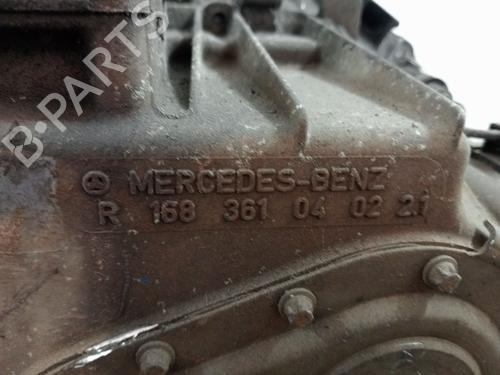 B-PARTS
MERCEDES-BENZ
R 168 361 04 02 2.1